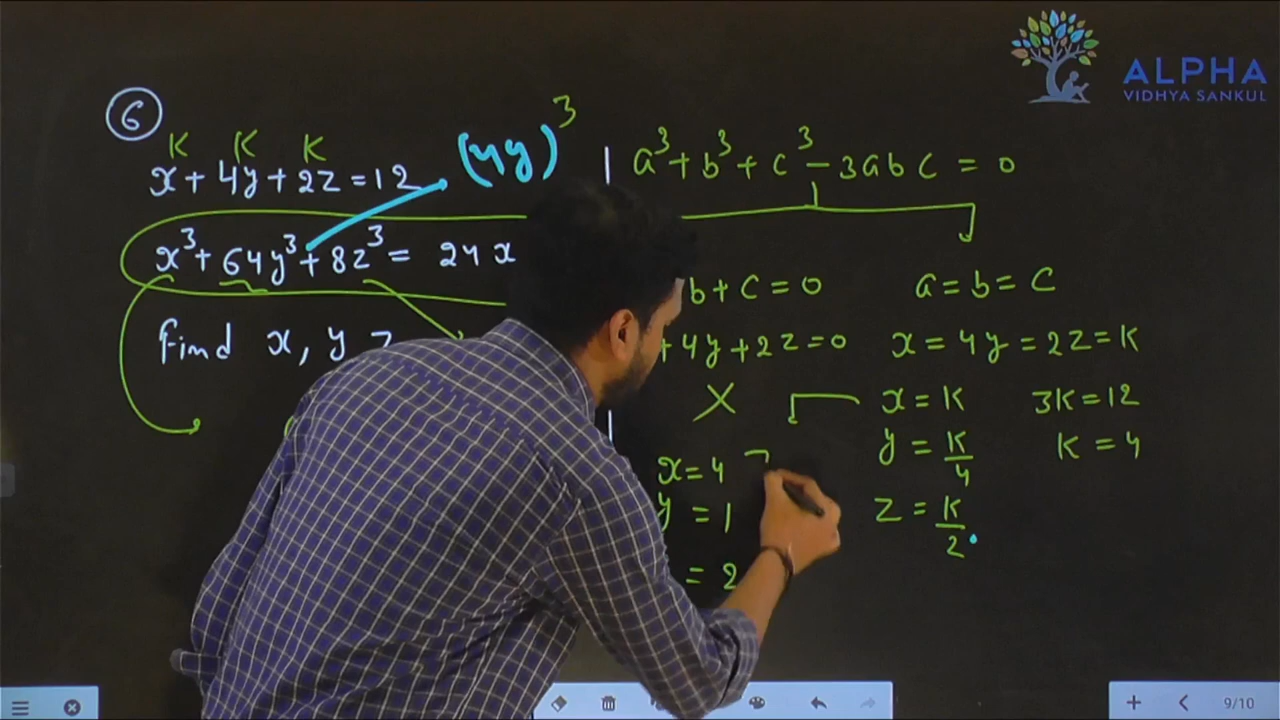 ALPHA
VIDHYA SANKUL
6
K K K
x + 4y + 2z = 12
(4y)³
x³ + 64y³ + 8z³ = 24x
Find x, y z
a³ + b³ + c³ - 3abc = 0
b + c = 0
a = b = c
+ 4y + 2z = 0
x = 4y = 2z = K
X
x = K
3K = 12
y = K/4
K = 4
z = K/2
x = 4
y = 1
= 2
9/10